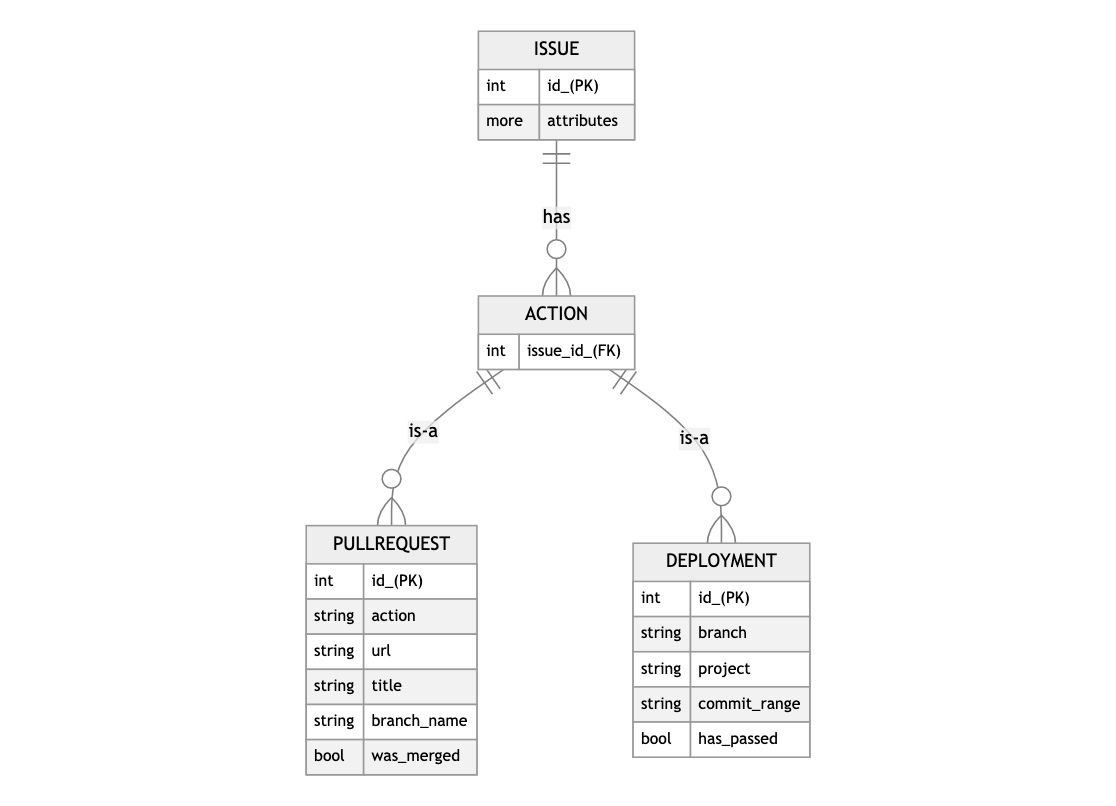 ISSUE
int id_(PK)
more attributes
has
ACTION
int issue_id_(FK)
is-a
is-a
PULLREQUEST
int id_(PK)
string action
string url
string title
string branch_name
bool was_merged
DEPLOYMENT
int id_(PK)
string branch
string project
string commit_range
bool has_passed